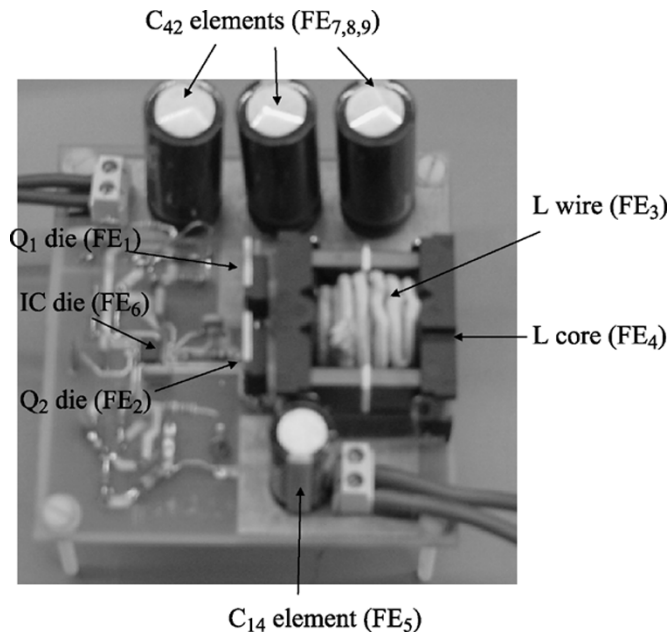 C₄₂ elements (FE₇,₈,₉)
L wire (FE₃)
Q₁ die (FE₁)
IC die (FE₆)
L core (FE₄)
Q₂ die (FE₂)
C₁₄ element (FE₅)